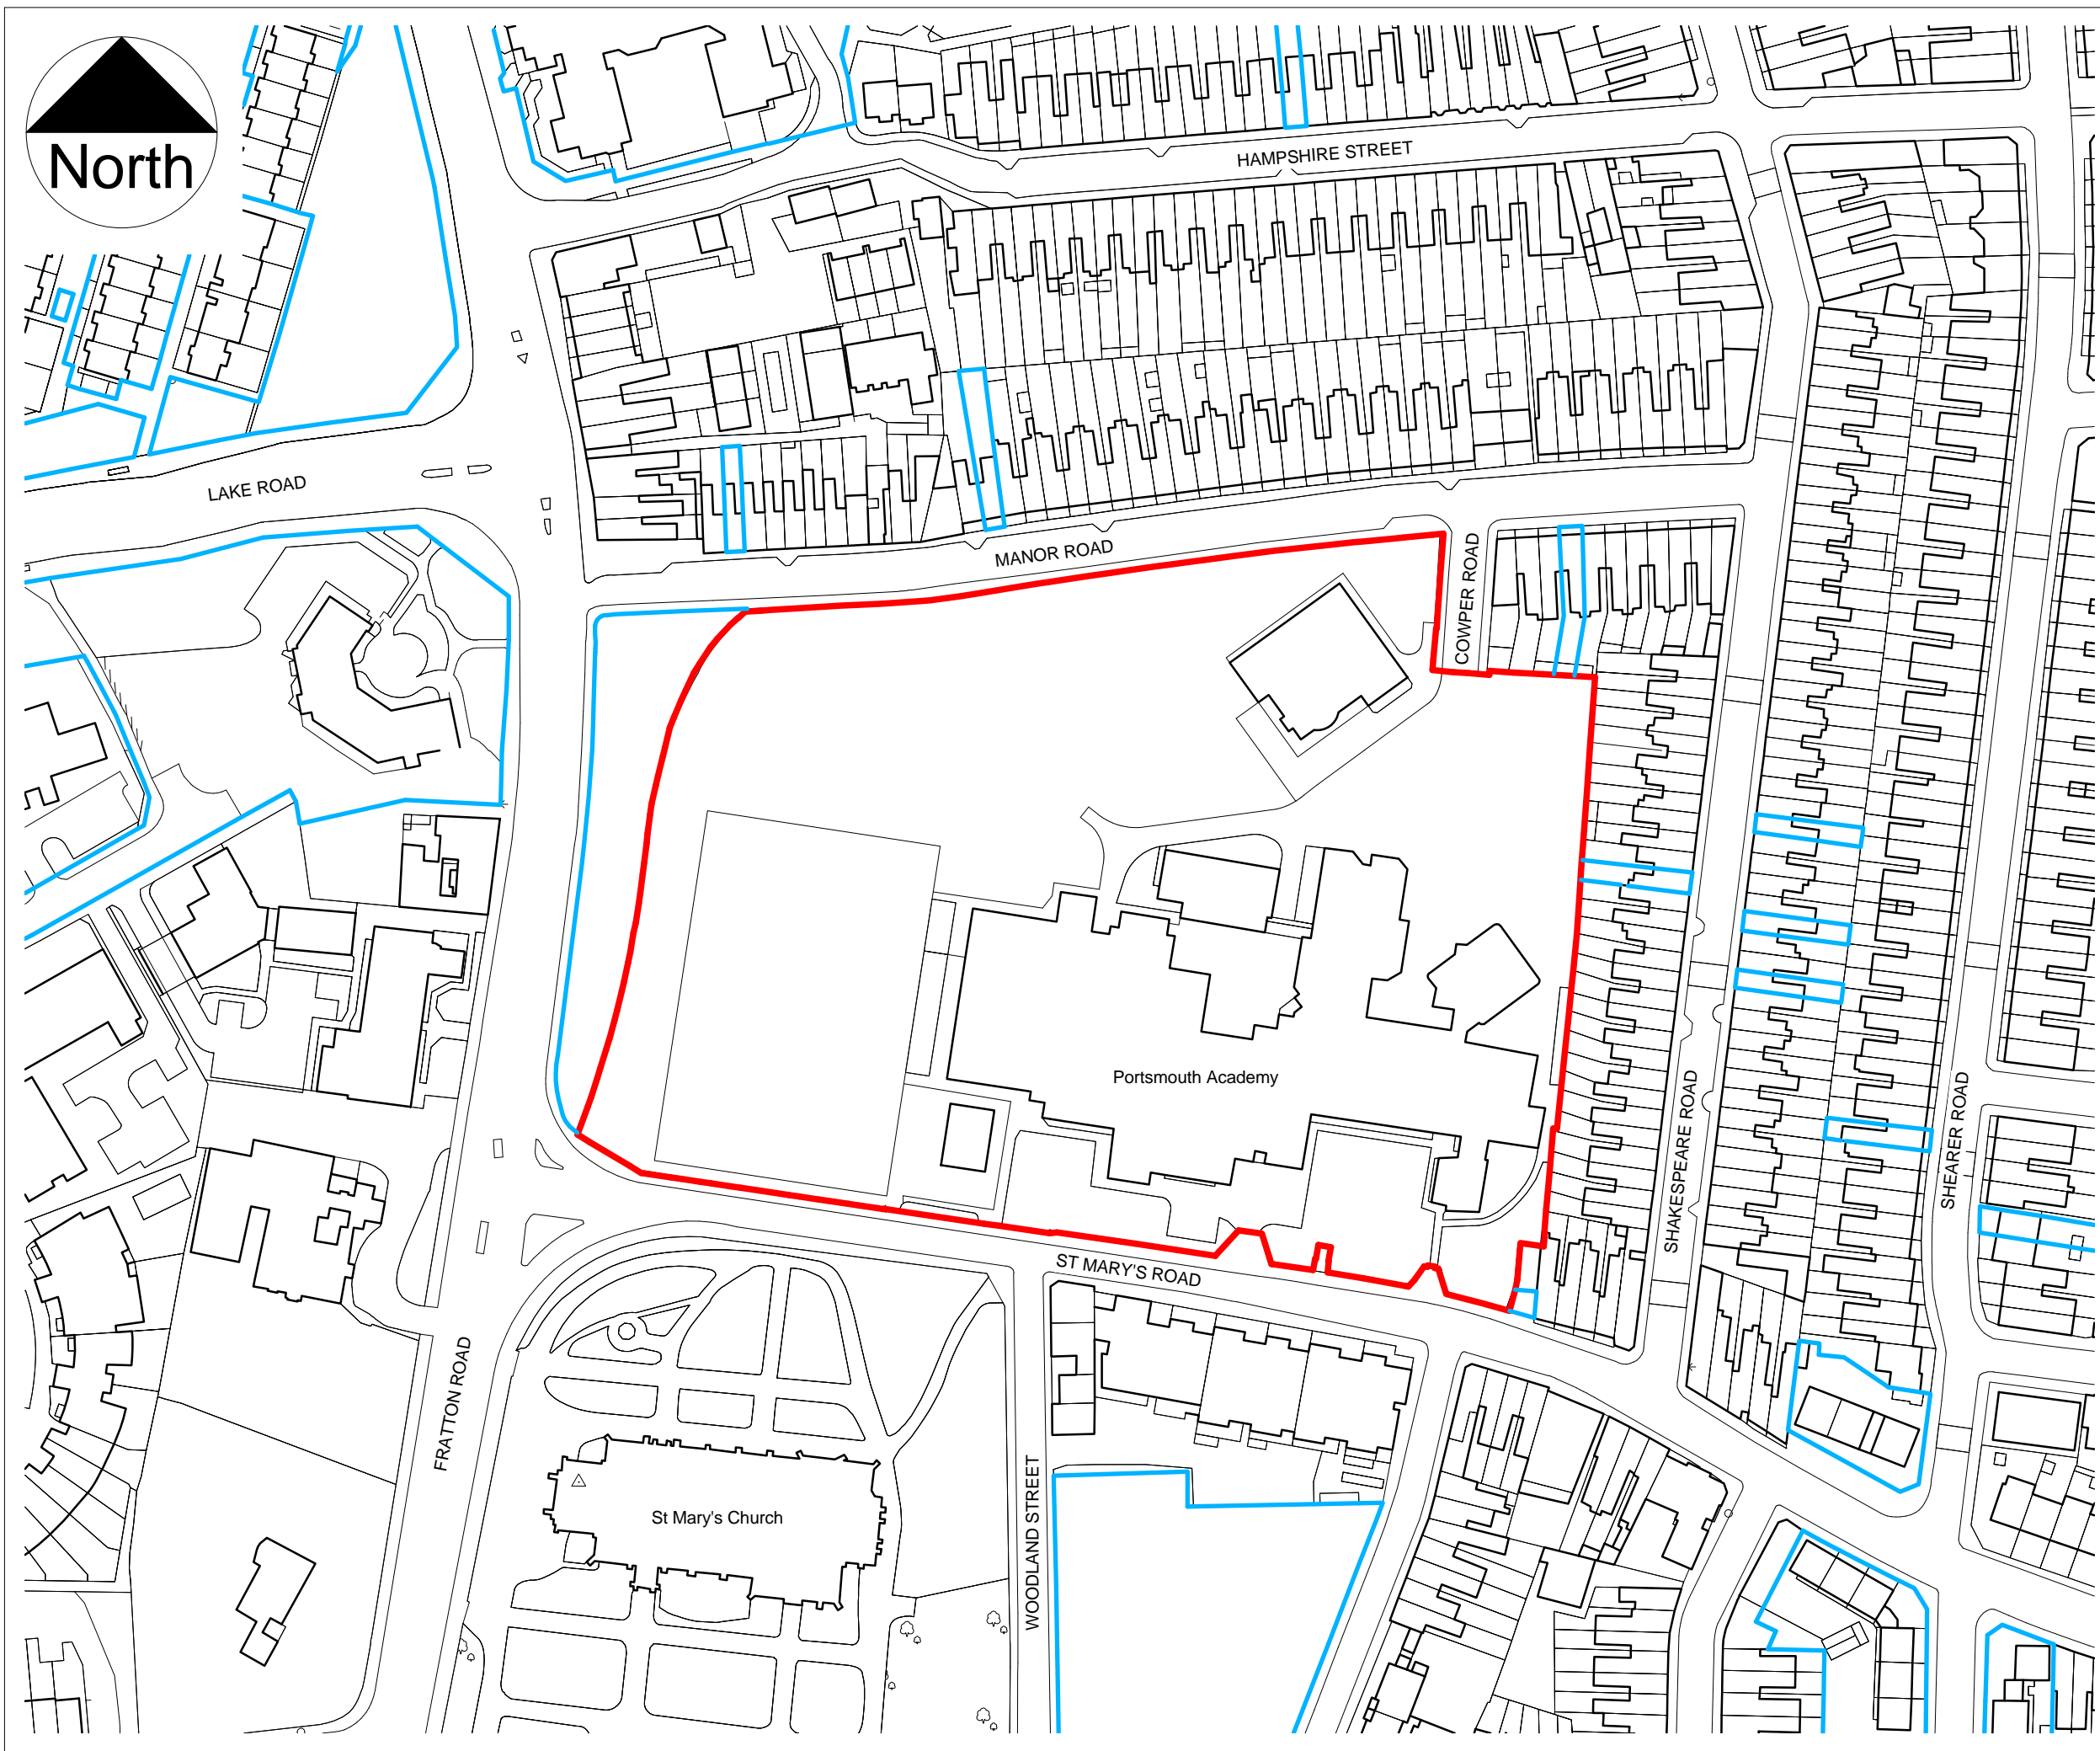 North
HAMPSHIRE STREET
LAKE ROAD
MANOR ROAD
COWPER ROAD
Portsmouth Academy
SHAKESPEARE ROAD
SHEARER ROAD
ST MARY'S ROAD
FRATTON ROAD
WOODLAND STREET
St Mary's Church